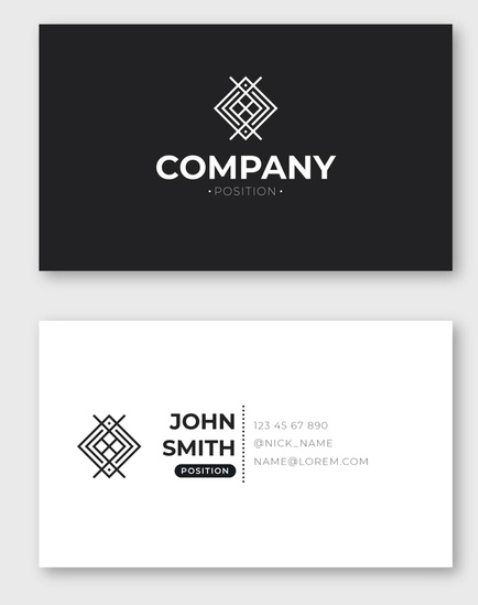 COMPANY
• POSITION •
JOHN
SMITH
POSITION
123 45 67 890
@NICK_NAME
NAME@LOREM.COM